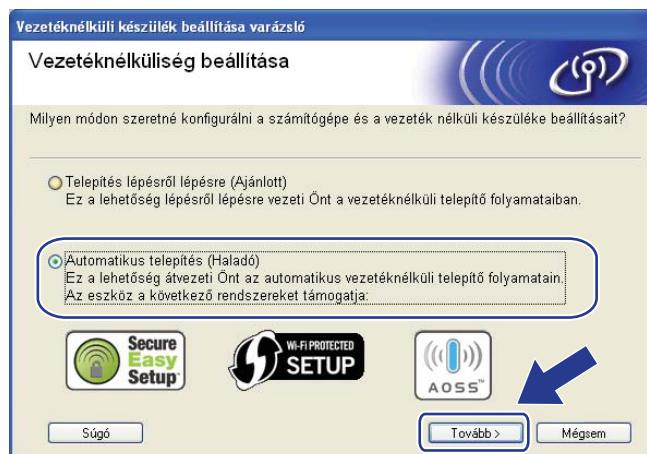 Vezetéknélküli készülék beállítása varázsló
Vezetéknélküliség beállítása
Milyen módon szeretné konfigurálni a számítógépe és a vezeték nélküli készüléke beállításait?
Telepítés lépésről lépésre (Ajánlott)
Ez a lehetőség lépésről lépésre vezeti Önt a vezetéknélküli telepítő folyamataiban.
Automatikus telepítés (Haladó)
Ez a lehetőség átvezeti Önt az automatikus vezetéknélküli telepítő folyamatain.
Az eszköz a következő rendszereket támogatja:
Secure
Easy
Setup
WI-FI PROTECTED
SETUP
AOSS™
Súgó
Tovább >
Mégsem